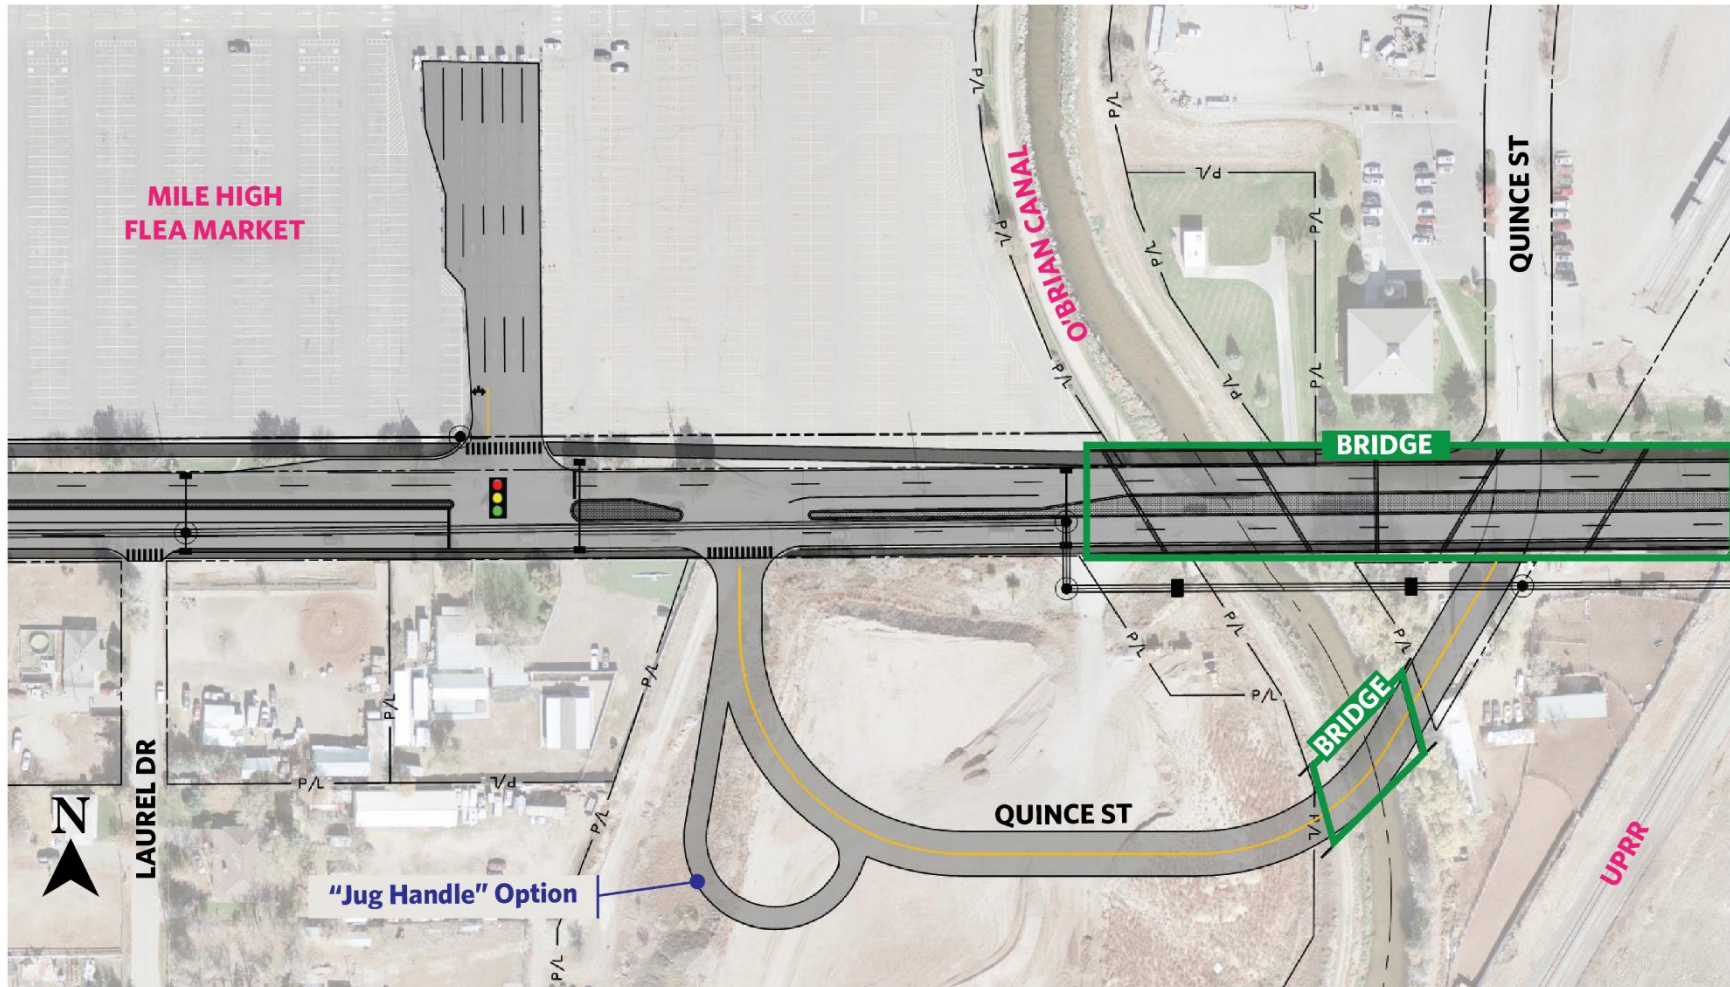 MILE HIGH
FLEA MARKET
O'BRIAN CANAL
QUINCE ST
P/L
P/L
P/L
P/L
P/L
P/L
P/L
P/L
P/L
P/L
BRIDGE
P/L
P/L
P/L
P/L
P/L
P/L
P/L
P/L
P/L
P/L
P/L
BRIDGE
QUINCE ST
LAUREL DR
N
"Jug Handle" Option
UPRR